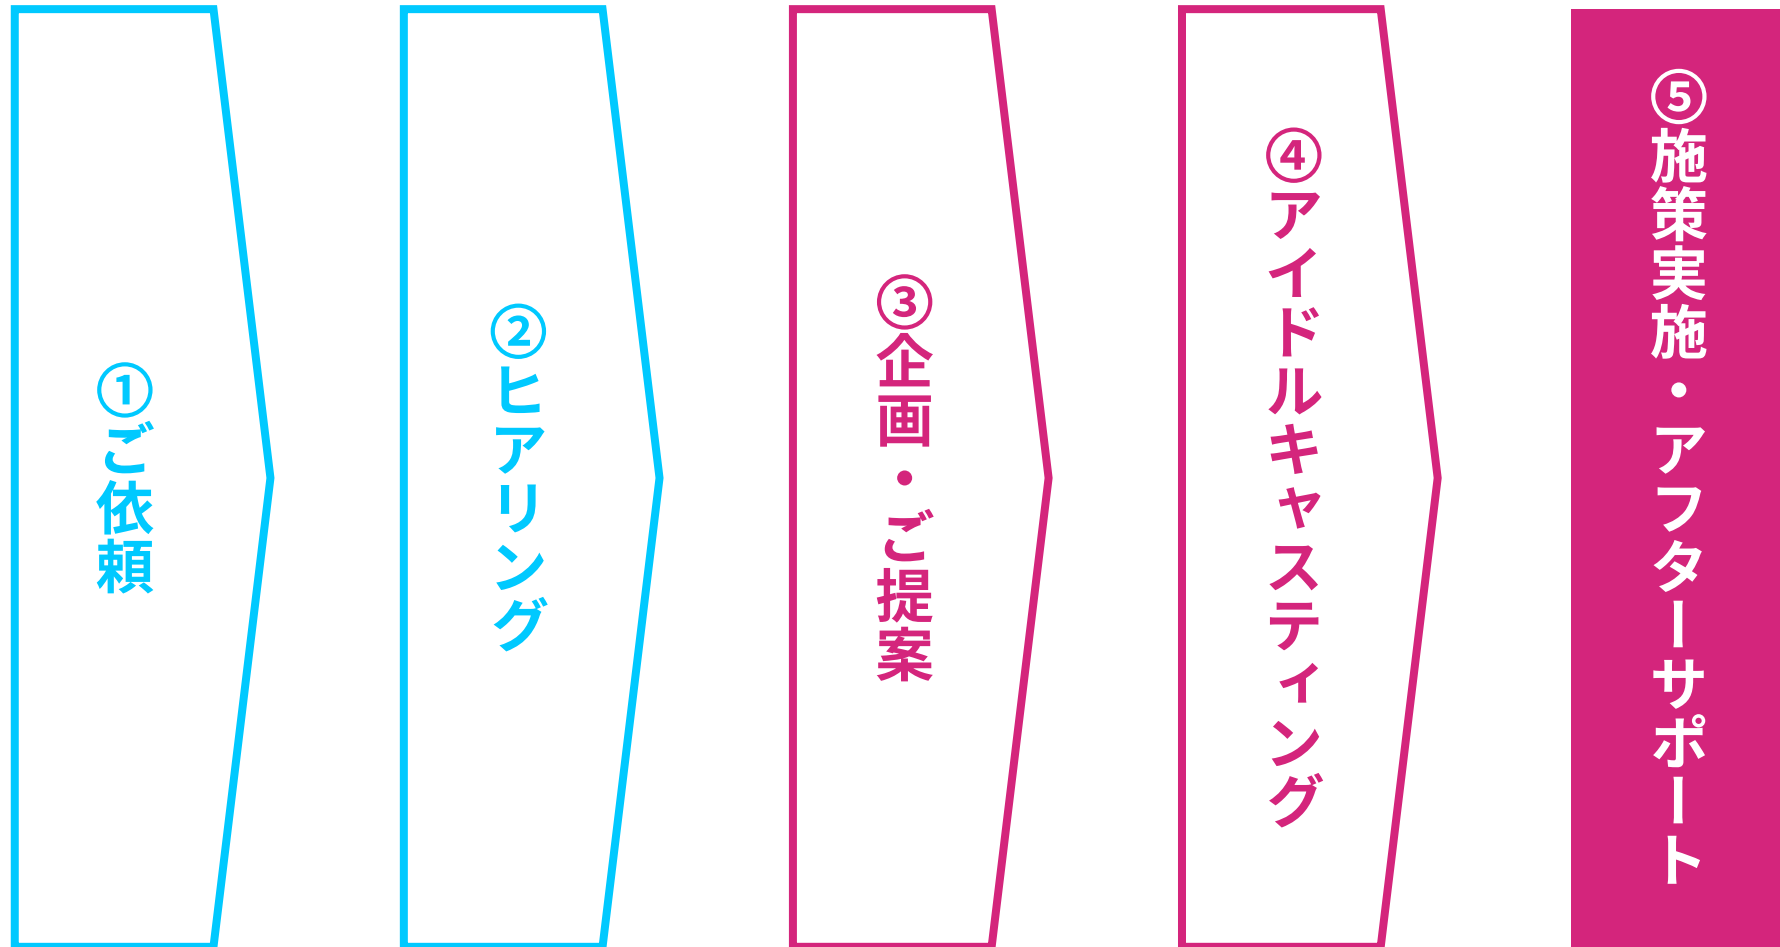 ①ご依頼
②ヒアリング
③企画・ご提案
④アイドルキャスティング
⑤施策実施・アフターサポート